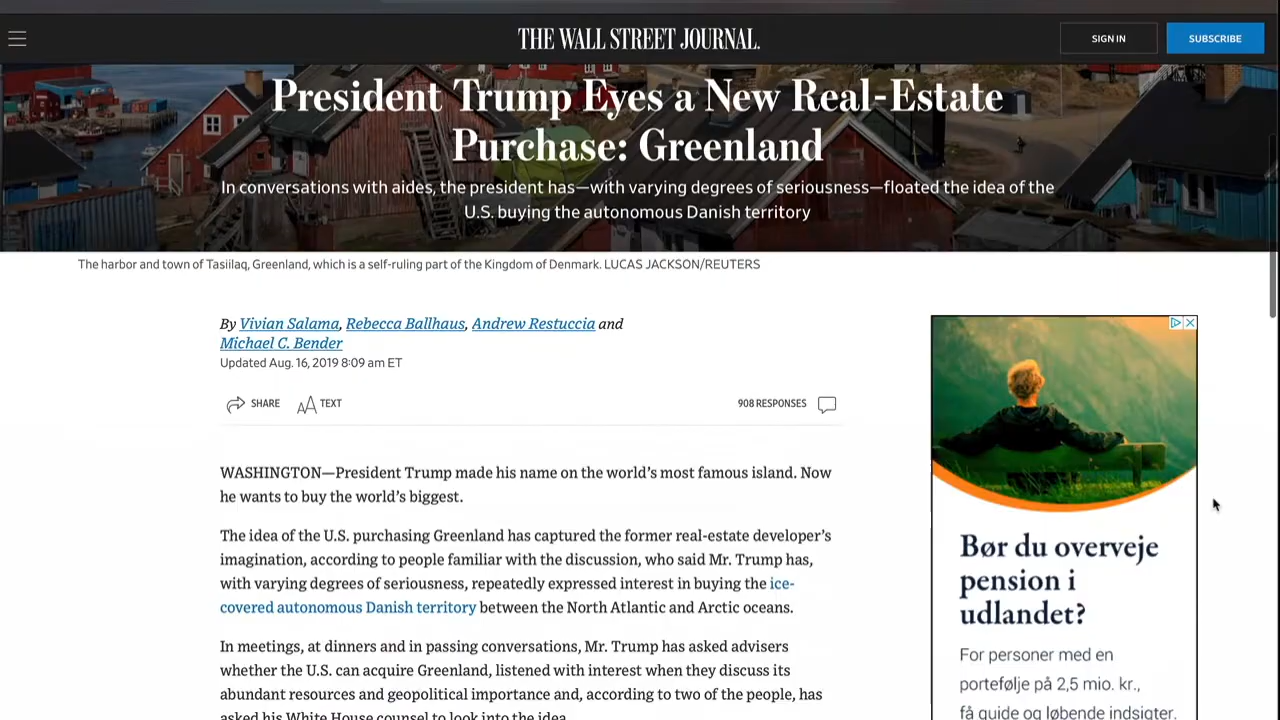 THE WALL STREET JOURNAL.
SIGN IN
SUBSCRIBE
President Trump Eyes a New Real-Estate
Purchase: Greenland
In conversations with aides, the president has—with varying degrees of seriousness—floated the idea of the
U.S. buying the autonomous Danish territory
The harbor and town of Tasiilaq, Greenland, which is a self-ruling part of the Kingdom of Denmark. LUCAS JACKSON/REUTERS
By Vivian Salama, Rebecca Ballhaus, Andrew Restuccia and
Michael C. Bender
Updated Aug. 16, 2019 8:09 am ET
SHARE
TEXT
908 RESPONSES
WASHINGTON—President Trump made his name on the world's most famous island. Now
he wants to buy the world's biggest.
The idea of the U.S. purchasing Greenland has captured the former real-estate developer's
imagination, according to people familiar with the discussion, who said Mr. Trump has,
with varying degrees of seriousness, repeatedly expressed interest in buying the ice-
covered autonomous Danish territory between the North Atlantic and Arctic oceans.
In meetings, at dinners and in passing conversations, Mr. Trump has asked advisers
whether the U.S. can acquire Greenland, listened with interest when they discuss its
abundant resources and geopolitical importance and, according to two of the people, has
asked his White House counsel to look into the idea.
Bør du overveje
pension i
udlandet?
For personer med en
portefølje på 2,5 mio. kr.,
få guide og løbende indsigter.